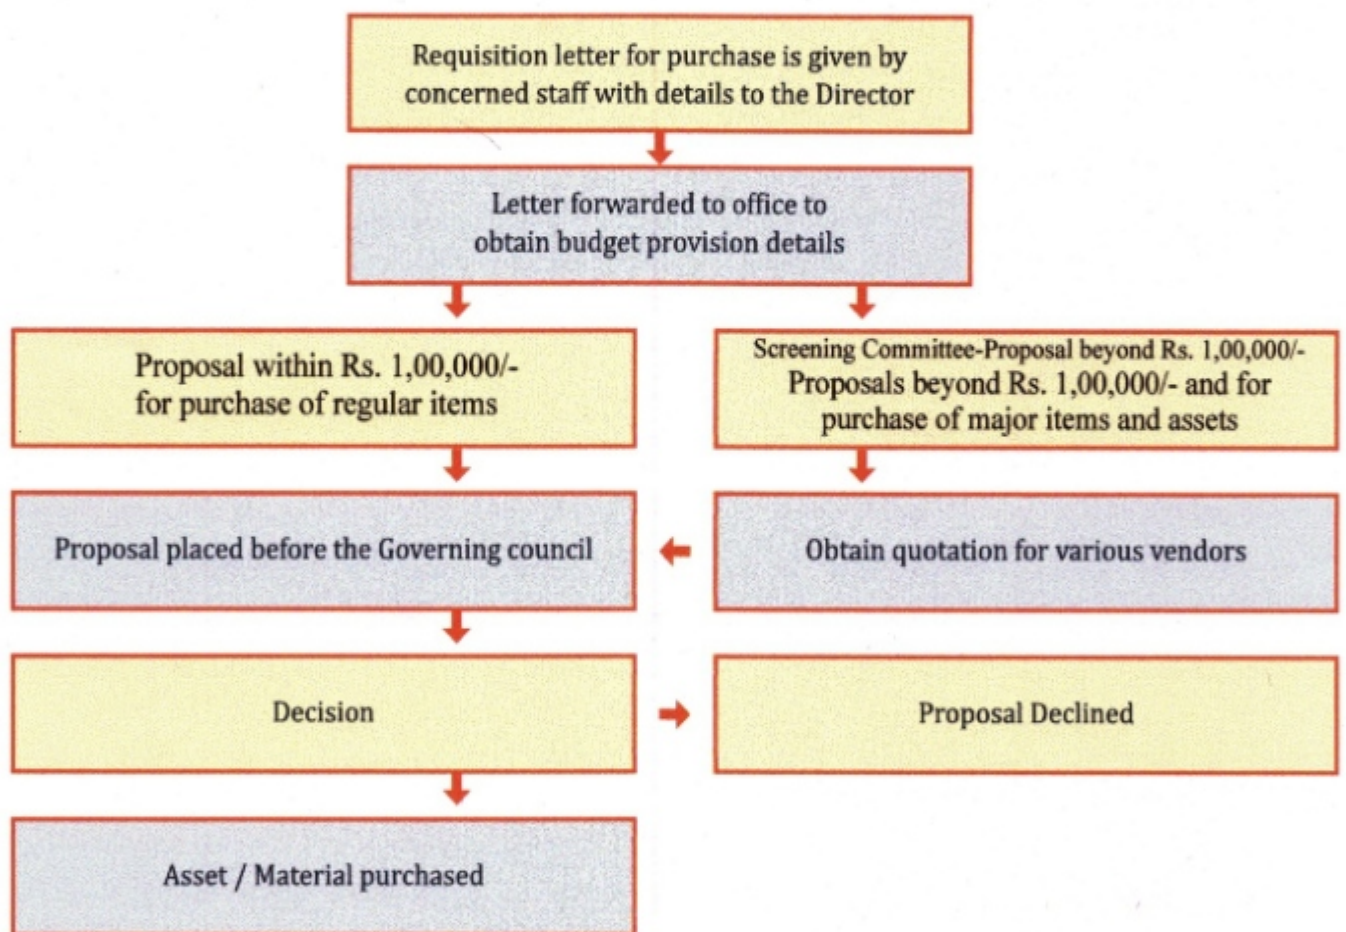 Requisition letter for purchase is given by
concerned staff with details to the Director
Letter forwarded to office to
obtain budget provision details
Proposal within Rs. 1,00,000/-
for purchase of regular items
Screening Committee-Proposal beyond Rs. 1,00,000/-
Proposals beyond Rs. 1,00,000/- and for
purchase of major items and assets
Proposal placed before the Governing council
Obtain quotation for various vendors
Decision
Proposal Declined
Asset / Material purchased